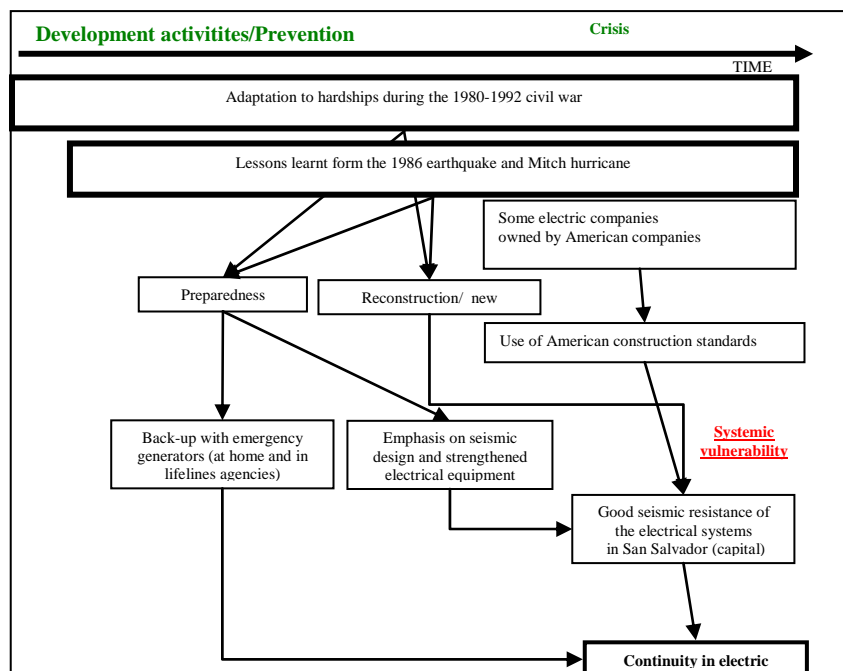 Development activitites/Prevention
Crisis
TIME
Adaptation to hardships during the 1980-1992 civil war
Lessons learnt form the 1986 earthquake and Mitch hurricane
Some electric companies
owned by American companies
Preparedness
Reconstruction/ new
Use of American construction standards
Back-up with emergency
generators (at home and in
lifelines agencies)
Emphasis on seismic
design and strengthened
electrical equipment
Systemic
vulnerability
Good seismic resistance of
the electrical systems
in San Salvador (capital)
Continuity in electric